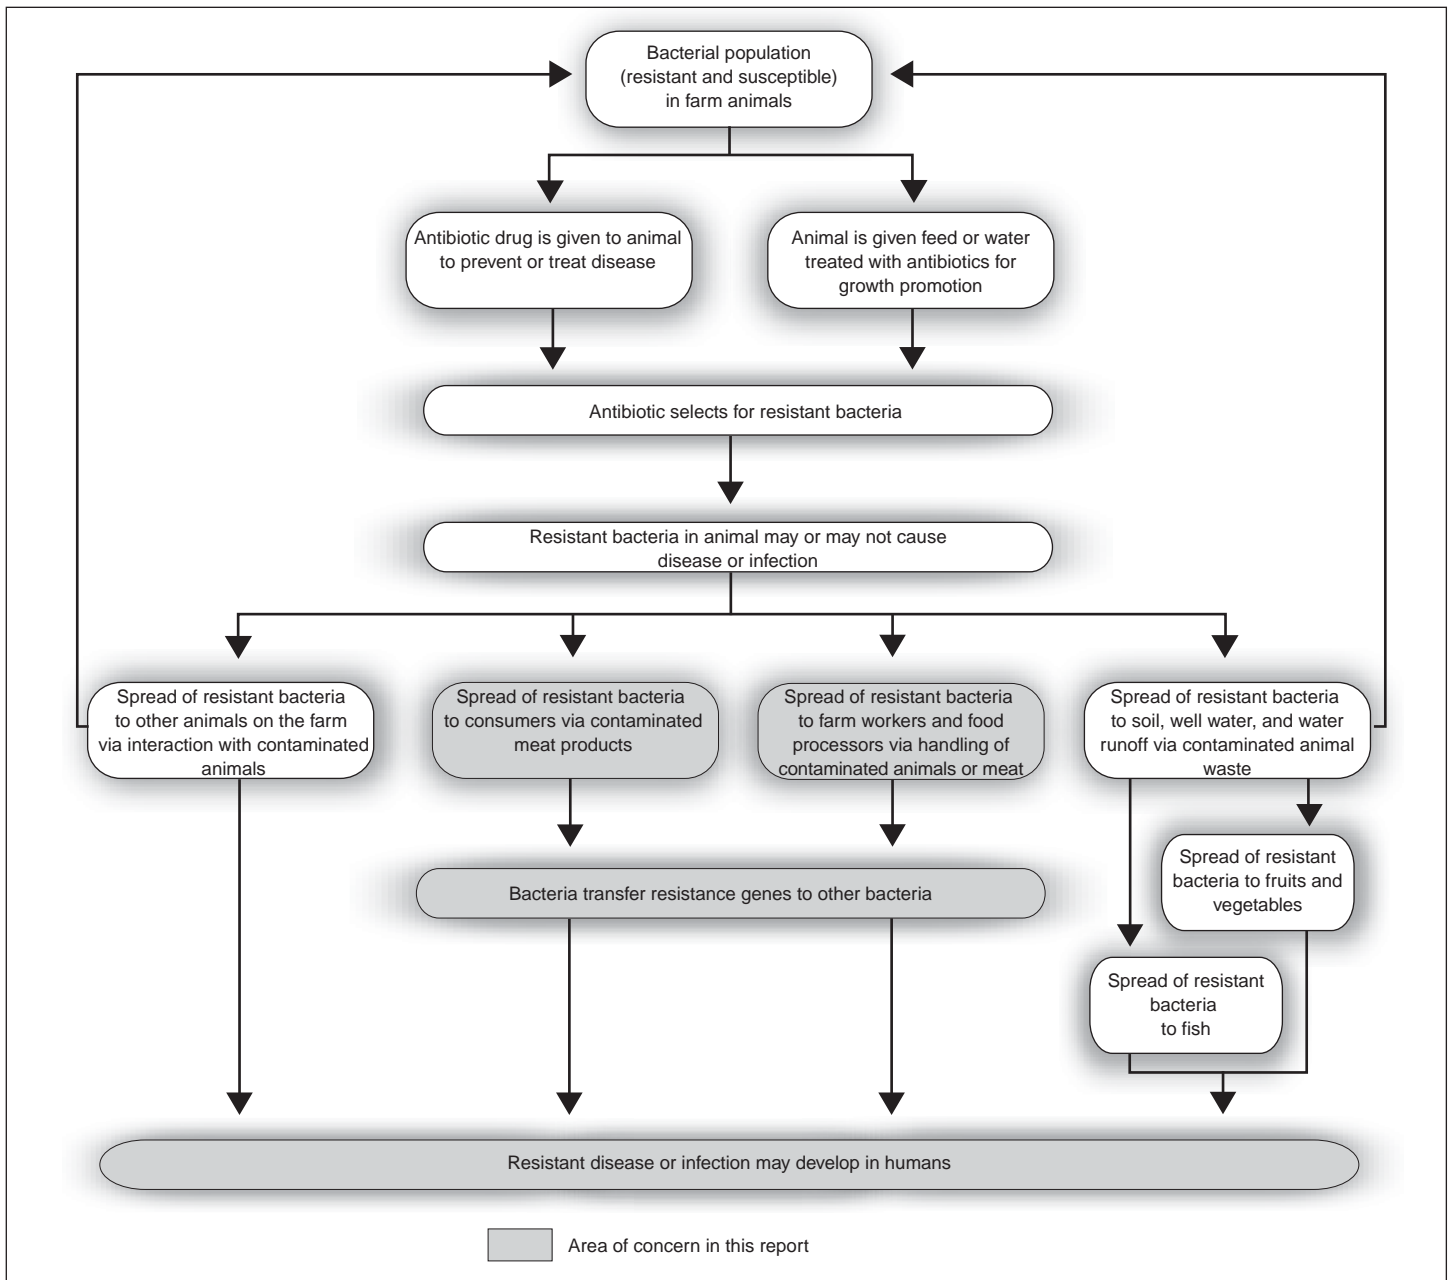 Bacterial population
(resistant and susceptible)
in farm animals
Antibiotic drug is given to animal
to prevent or treat disease
Animal is given feed or water
treated with antibiotics for
growth promotion
Antibiotic selects for resistant bacteria
Resistant bacteria in animal may or may not cause
disease or infection
Spread of resistant bacteria
to other animals on the farm
via interaction with contaminated
animals
Spread of resistant bacteria
to consumers via contaminated
meat products
Spread of resistant bacteria
to farm workers and food
processors via handling of
contaminated animals or meat
Spread of resistant bacteria
to soil, well water, and water
runoff via contaminated animal
waste
Spread of resistant
bacteria to fruits and
vegetables
Bacteria transfer resistance genes to other bacteria
Spread of resistant
bacteria
to fish
Resistant disease or infection may develop in humans
Area of concern in this report